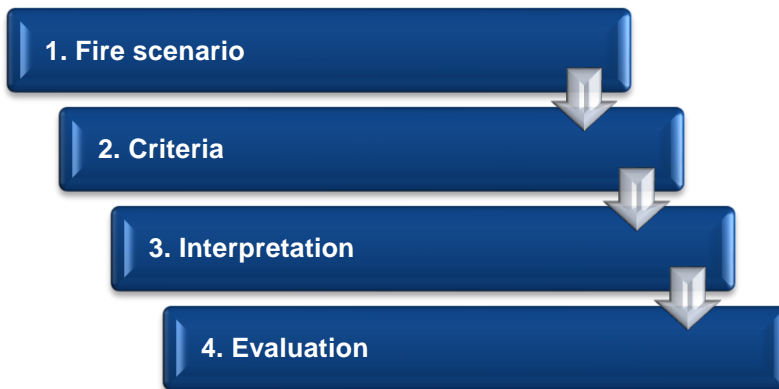 1. Fire scenario
2. Criteria
3. Interpretation
4. Evaluation